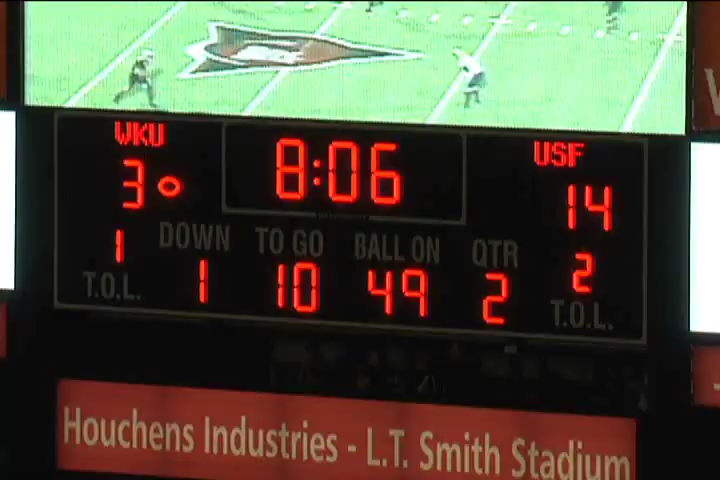 WKU 8:06 USF
3 14
DOWN TO GO BALL ON QTR
1 1 10 49 2 2
T.O.L. T.O.L.
Houchens Industries - L.T. Smith Stadium